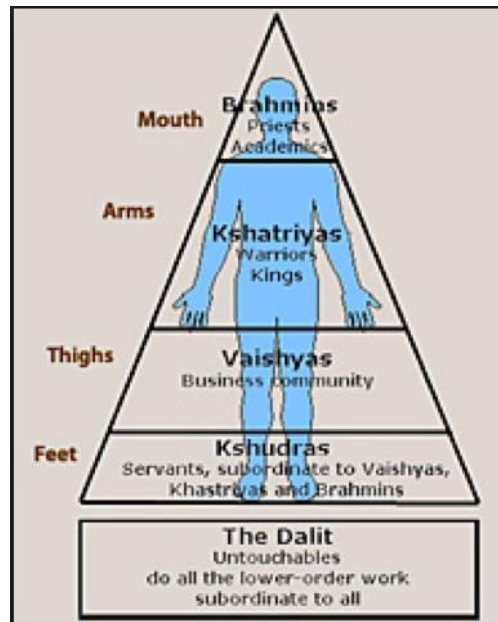 Mouth
Brahmins
Priests
Academics
Arms
Kshatriyas
Warriors
Kings
Thighs
Vaishyas
Business community
Feet
Kshudras
Servants, subordinate to Vaishyas,
Khastriyas and Brahmins
The Dalit
Untouchables
do all the lower-order work
subordinate to all